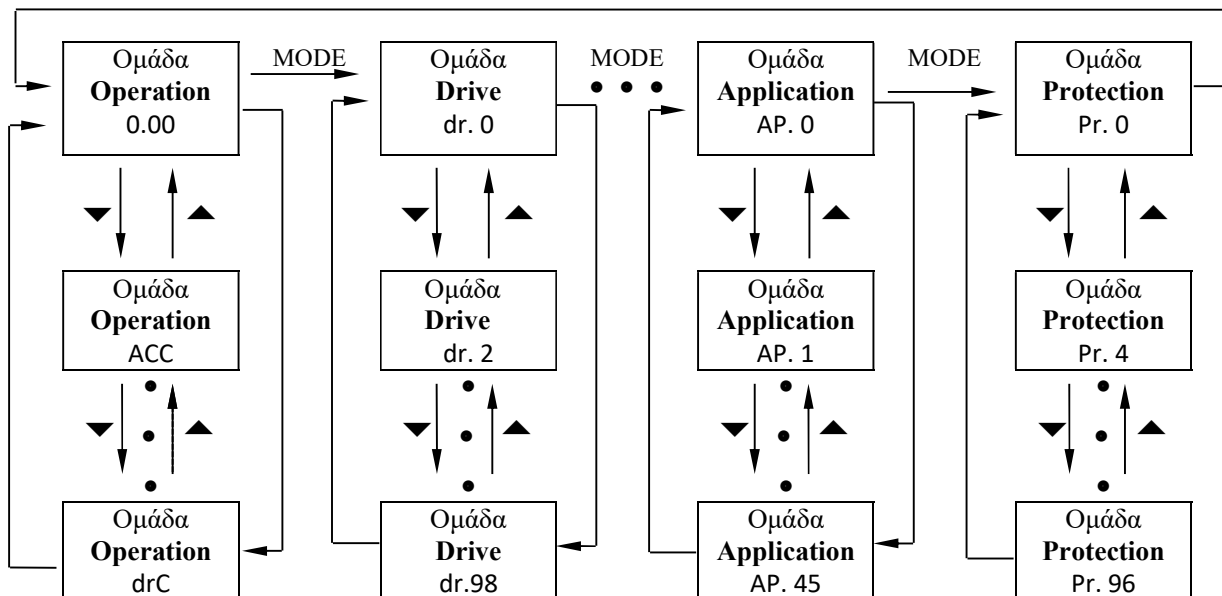 Ομάδα
Operation
0.00
MODE
Ομάδα
Drive
dr. 0
Ομάδα
Application
AP. 0
MODE
Ομάδα
Protection
Pr. 0
Ομάδα
Operation
ACC
Ομάδα
Drive
dr. 2
Ομάδα
Application
AP. 1
Ομάδα
Protection
Pr. 4
Ομάδα
Operation
drC
Ομάδα
Drive
dr.98
Ομάδα
Application
AP. 45
Ομάδα
Protection
Pr. 96